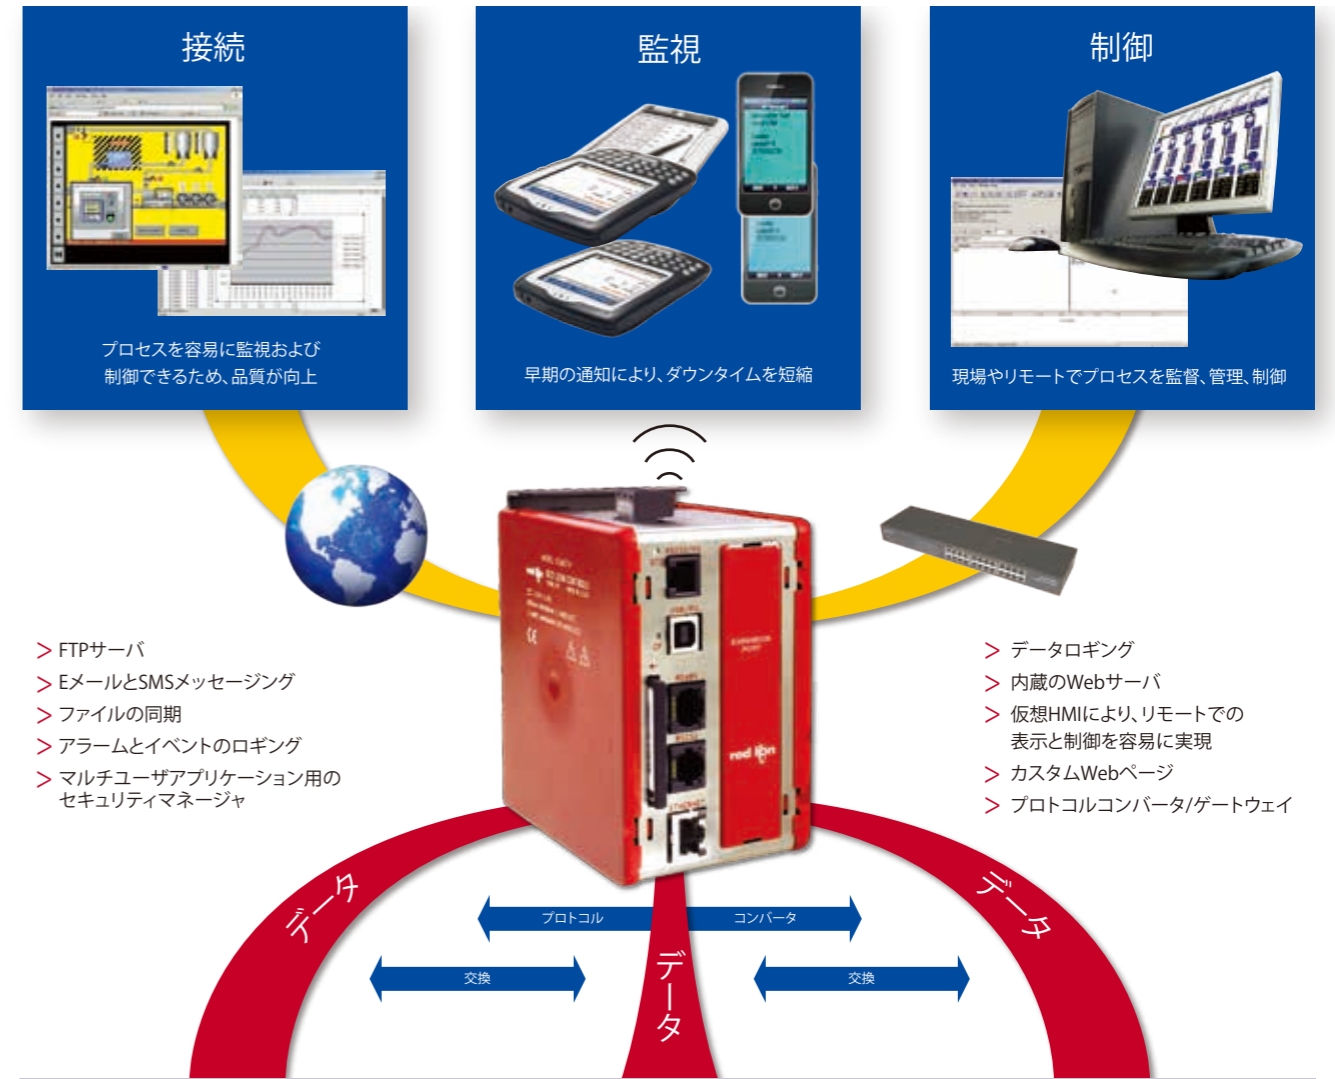 接続
プロセスを容易に監視および
制御できるため、品質が向上
監視
早期の通知により、ダウンタイムを短縮
制御
現場やリモートでプロセスを監督、管理、制御
> FTPサーバ
> EメールとSMSメッセージング
> ファイルの同期
> アラームとイベントのロギング
> マルチユーザアプリケーション用の
セキュリティマネージャ
> データロギング
> 内蔵のWebサーバ
> 仮想HMIにより、リモートでの
表示と制御を容易に実現
> カスタムWebページ
> プロトコルコンバータ/ゲートウェイ
EXPANSION
PORT
red lion
RS485
RS232
ETHERNET
CE
データ
データ
データ
プロトコル
コンバータ
交換
交換